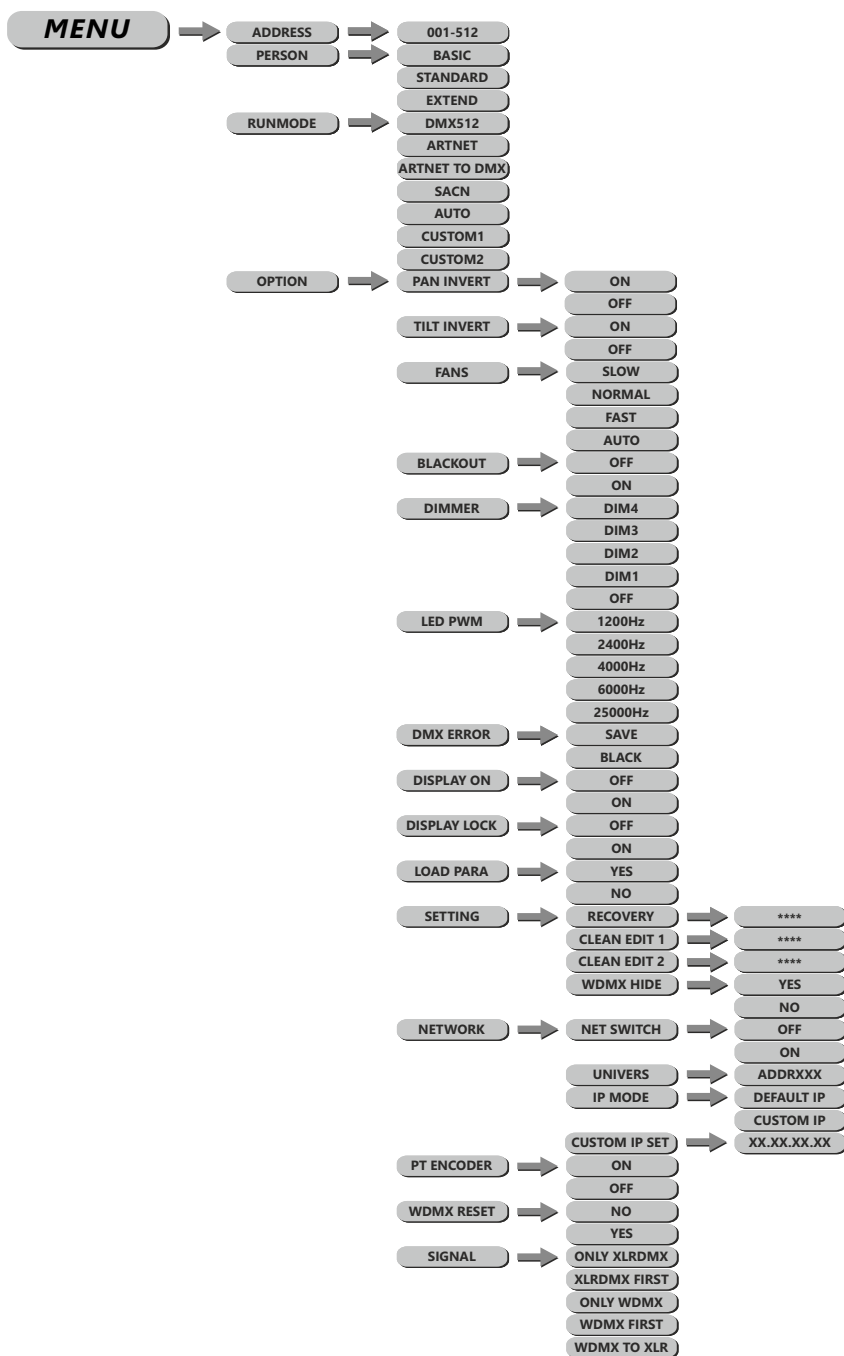 MENU
ADDRESS 001-512
PERSON BASIC
STANDARD
EXTEND
RUNMODE DMX512
ARTNET
ARTNET TO DMX
SACN
AUTO
CUSTOM1
CUSTOM2
OPTION PAN INVERT ON
OFF
TILT INVERT ON
OFF
FANS SLOW
NORMAL
FAST
AUTO
BLACKOUT OFF
ON
DIMMER DIM4
DIM3
DIM2
DIM1
OFF
LED PWM 1200Hz
2400Hz
4000Hz
6000Hz
25000Hz
DMX ERROR SAVE
BLACK
DISPLAY ON OFF
ON
DISPLAY LOCK OFF
ON
LOAD PARA YES
NO
SETTING RECOVERY ****
CLEAN EDIT 1 ****
CLEAN EDIT 2 ****
WDMX HIDE YES
NO
NETWORK NET SWITCH OFF
ON
UNIVERS ADDRXXX
IP MODE DEFAULT IP
CUSTOM IP
CUSTOM IP SET XX.XX.XX.XX
PT ENCODER ON
OFF
WDMX RESET NO
YES
SIGNAL ONLY XLRDMX
XLRDMX FIRST
ONLY WDMX
WDMX FIRST
WDMX TO XLR